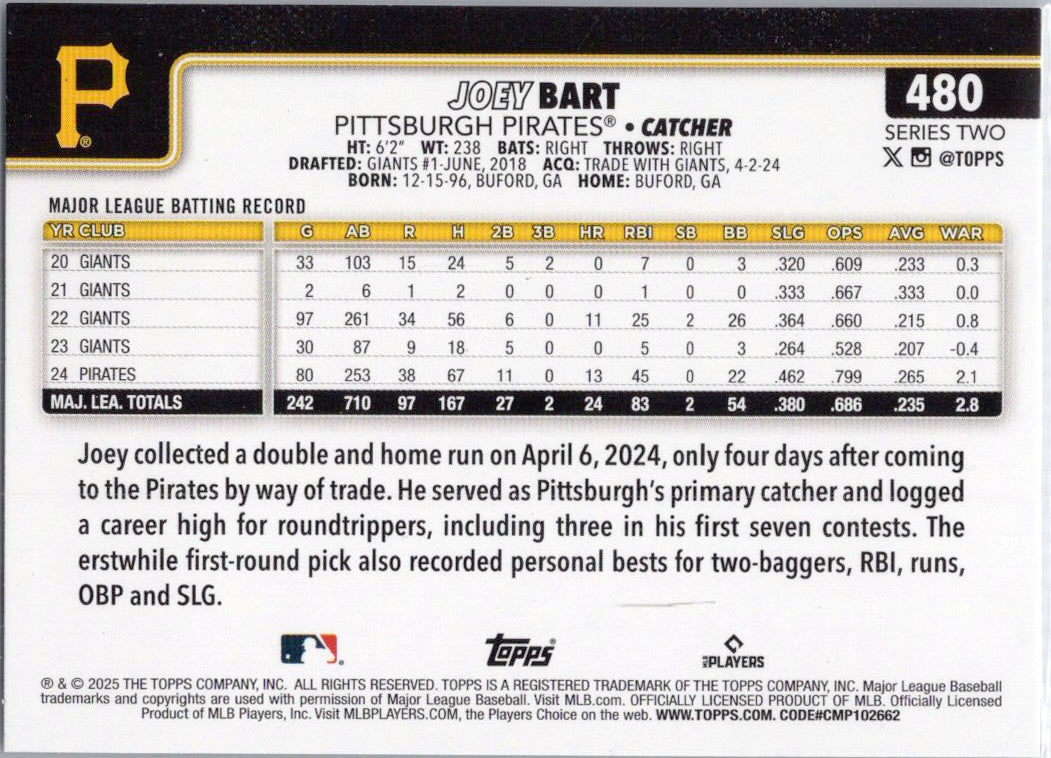 P®
JOEY BART
480
PITTSBURGH PIRATES® • CATCHER
SERIES TWO
HT: 6'2" WT: 238 BATS: RIGHT THROWS: RIGHT
X @TOPPS
DRAFTED: GIANTS #1-JUNE, 2018 ACQ: TRADE WITH GIANTS, 4-2-24
BORN: 12-15-96, BUFORD, GA HOME: BUFORD, GA
MAJOR LEAGUE BATTING RECORD
YR CLUB G AB R H 2B 3B HR RBI SB BB SLG OPS AVG WAR
20 GIANTS 33 103 15 24 5 2 0 7 0 3 .320 .609 .233 0.3
21 GIANTS 2 6 1 2 0 0 0 1 0 0 .333 .667 .333 0.0
22 GIANTS 97 261 34 56 6 0 11 25 2 26 .364 .660 .215 0.8
23 GIANTS 30 87 9 18 5 0 0 5 0 3 .264 .528 .207 -0.4
24 PIRATES 80 253 38 67 11 0 13 45 0 22 .462 .799 .265 2.1
MAJ. LEA. TOTALS 242 710 97 167 27 2 24 83 2 54 .380 .686 .235 2.8
Joey collected a double and home run on April 6, 2024, only four days after coming
to the Pirates by way of trade. He served as Pittsburgh's primary catcher and logged
a career high for roundtrippers, including three in his first seven contests. The
erstwhile first-round pick also recorded personal bests for two-baggers, RBI, runs,
OBP and SLG.
Topps®
MLB PLAYERS
® & © 2025 THE TOPPS COMPANY, INC. ALL RIGHTS RESERVED. TOPPS IS A REGISTERED TRADEMARK OF THE TOPPS COMPANY, INC. Major League Baseball
trademarks and copyrights are used with permission of Major League Baseball. Visit MLB.com. OFFICIALLY LICENSED PRODUCT OF MLB. Officially Licensed
Product of MLB Players, Inc. Visit MLBPLAYERS.COM, the Players Choice on the web. WWW.TOPPS.COM. CODE#CMP102662